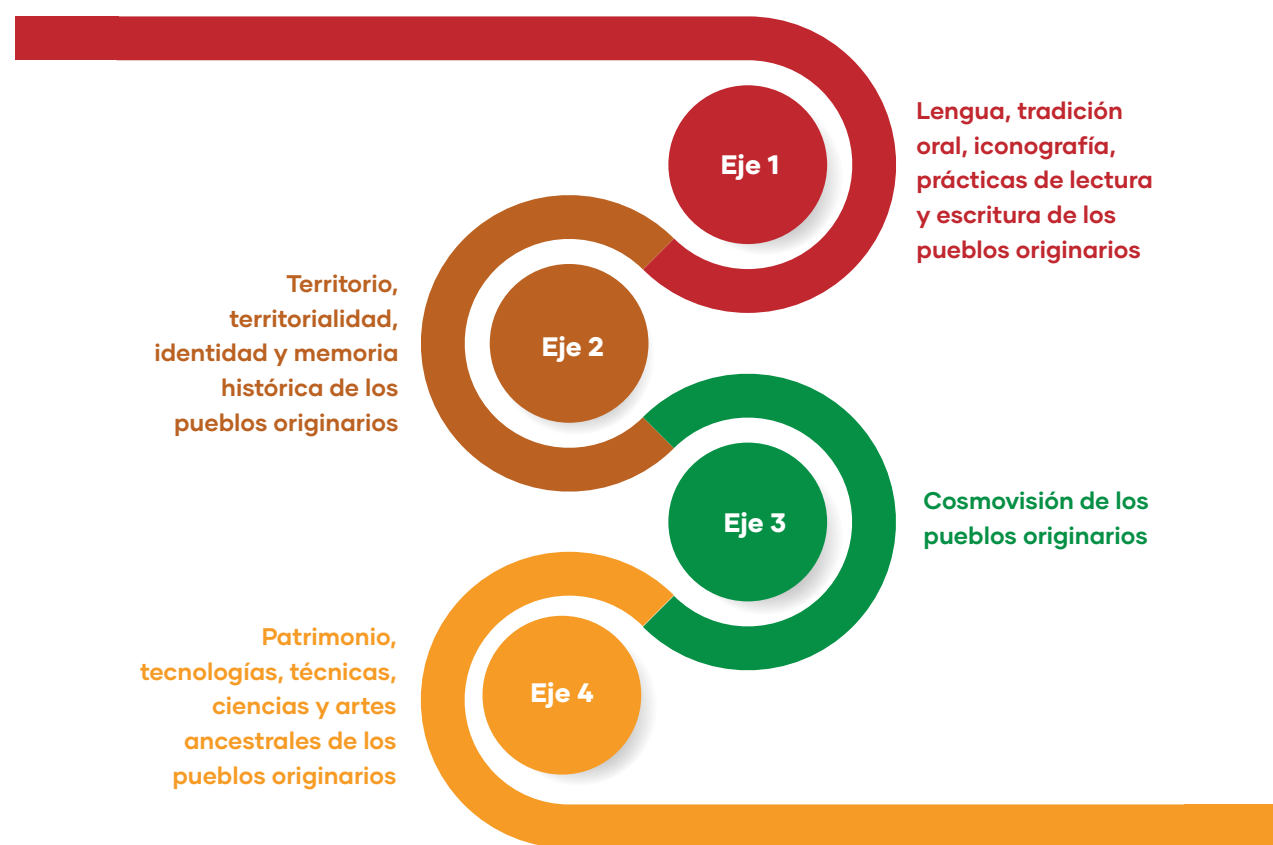 Eje 1
Lengua, tradición
oral, iconografía,
prácticas de lectura
y escritura de los
pueblos originarios
Eje 2
Territorio,
territorialidad,
identidad y memoria
histórica de los
pueblos originarios
Eje 3
Cosmovisión de los
pueblos originarios
Eje 4
Patrimonio,
tecnologías, técnicas,
ciencias y artes
ancestrales de los
pueblos originarios